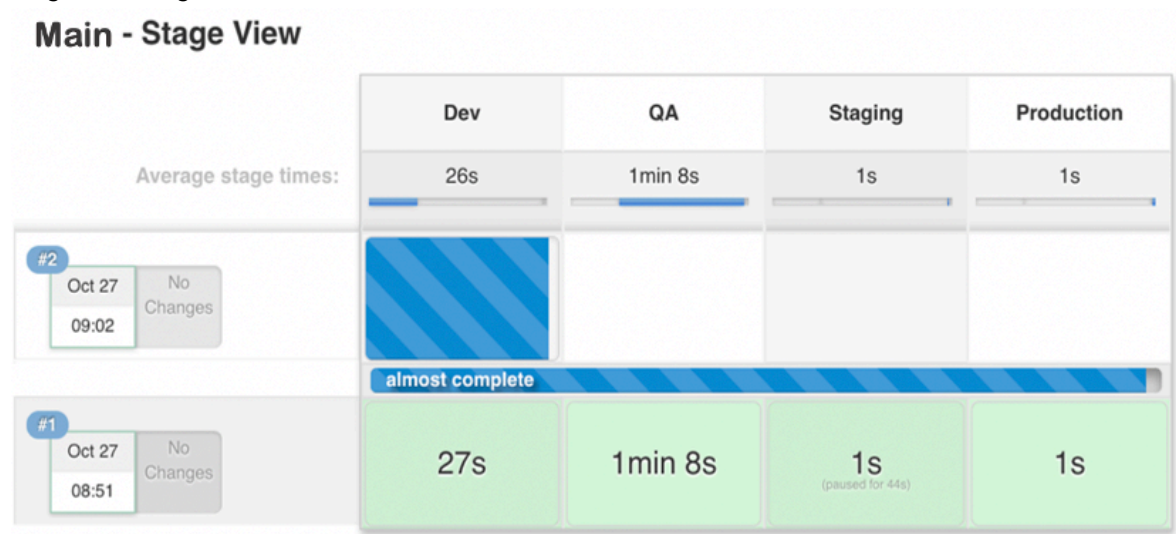 Main - Stage View
Dev QA Staging Production
Average stage times: 26s 1min 8s 1s 1s
#2
Oct 27 No
Changes
09:02
almost complete
#1
Oct 27 No
Changes
08:51
27s 1min 8s 1s 1s
(paused for 44s)